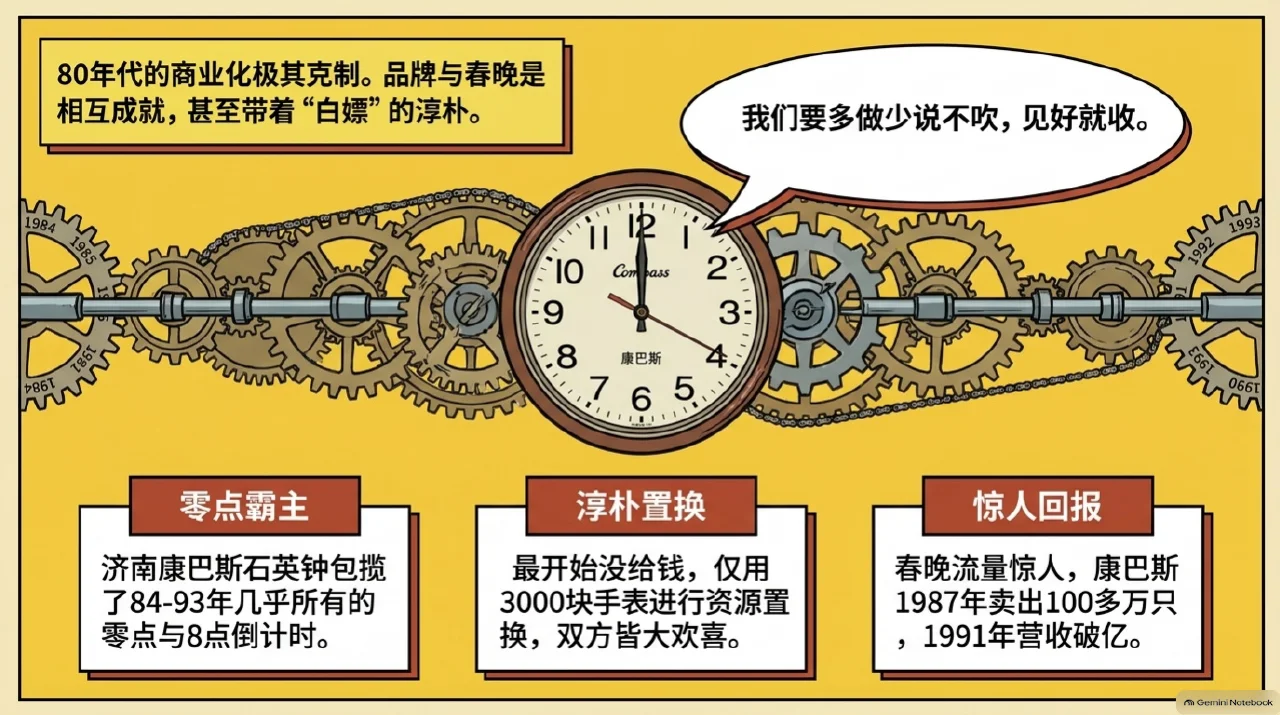 80年代的商业化极其克制。品牌与春晚是
相互成就，甚至带着“白嫖”的淳朴。
我们要多做少说不吹，见好就收。
1984
1985
1981
1984
12
11
1
10
2
9
3
8
4
7
5
6
Compass
康巴斯
1992
1993
1991
1990
零点霸主
济南康巴斯石英钟包揽
了84-93年几乎所有的
零点与8点倒计时。
淳朴置换
最开始没给钱，仅用
3000块手表进行资源置
换，双方皆大欢喜。
惊人回报
春晚流量惊人，康巴斯
1987年卖出100多万只
，1991年营收破亿。
Gemini Notebook